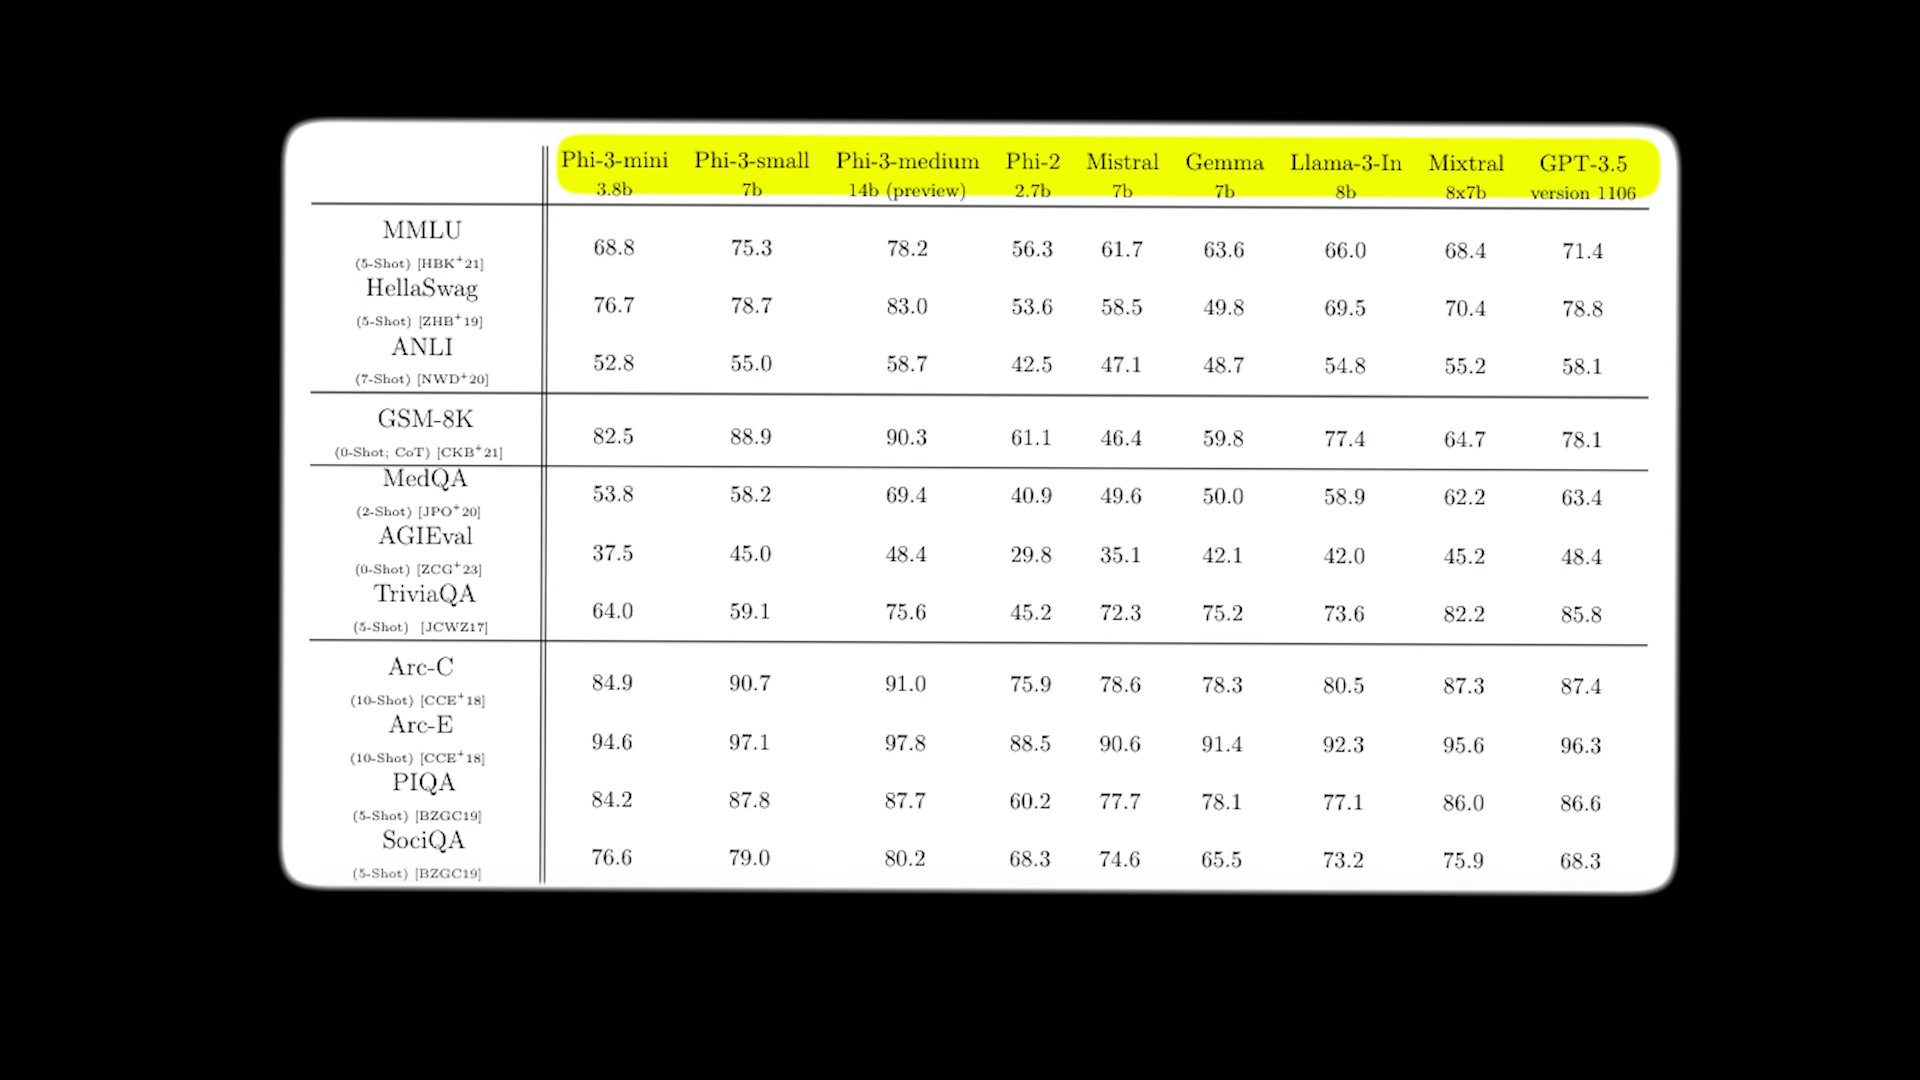 Phi-3-mini Phi-3-small Phi-3-medium Phi-2 Mistral Gemma Llama-3-In Mixtral GPT-3.5
3.8b 7b 14b (preview) 2.7b 7b 7b 8b 8x7b version 1106
MMLU 68.8 75.3 78.2 56.3 61.7 63.6 66.0 68.4 71.4
(5-Shot) [HBK+21]
HellaSwag 76.7 78.7 83.0 53.6 58.5 49.8 69.5 70.4 78.8
(5-Shot) [ZHB+19]
ANLI 52.8 55.0 58.7 42.5 47.1 48.7 54.8 55.2 58.1
(7-Shot) [NWD+20]
GSM-8K 82.5 88.9 90.3 61.1 46.4 59.8 77.4 64.7 78.1
(0-Shot; CoT) [CKB+21]
MedQA 53.8 58.2 69.4 40.9 49.6 50.0 58.9 62.2 63.4
(2-Shot) [JPO+20]
AGIEval 37.5 45.0 48.4 29.8 35.1 42.1 42.0 45.2 48.4
(0-Shot) [ZCG+23]
TriviaQA 64.0 59.1 75.6 45.2 72.3 75.2 73.6 82.2 85.8
(5-Shot) [JCWZ17]
Arc-C 84.9 90.7 91.0 75.9 78.6 78.3 80.5 87.3 87.4
(10-Shot) [CCE+18]
Arc-E 94.6 97.1 97.8 88.5 90.6 91.4 92.3 95.6 96.3
(10-Shot) [CCE+18]
PIQA 84.2 87.8 87.7 60.2 77.7 78.1 77.1 86.0 86.6
(5-Shot) [BZGC19]
SociQA 76.6 79.0 80.2 68.3 74.6 65.5 73.2 75.9 68.3
(5-Shot) [BZGC19]